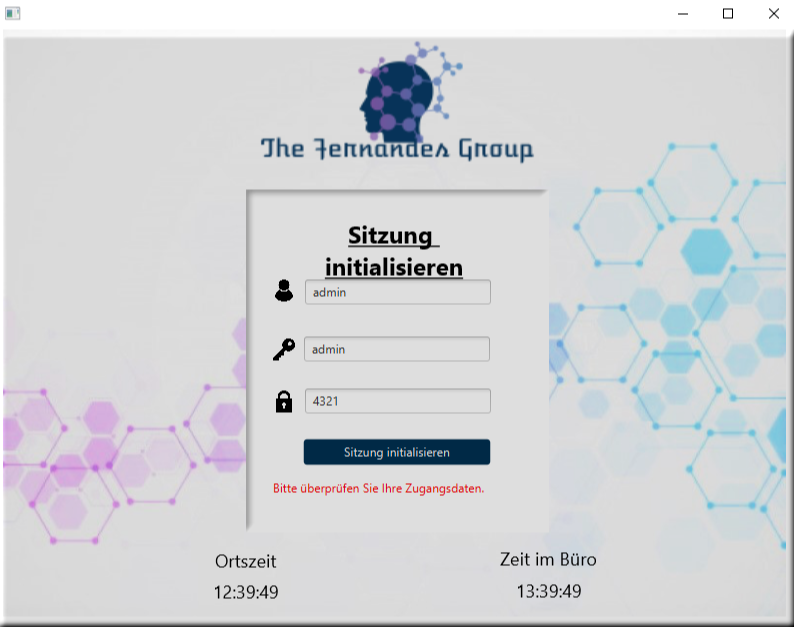 The Fernandes Group
Sitzung
initialisieren
admin
admin
4321
Sitzung initialisieren
Bitte überprüfen Sie Ihre Zugangsdaten.
Ortszeit
Zeit im Büro
12:39:49
13:39:49